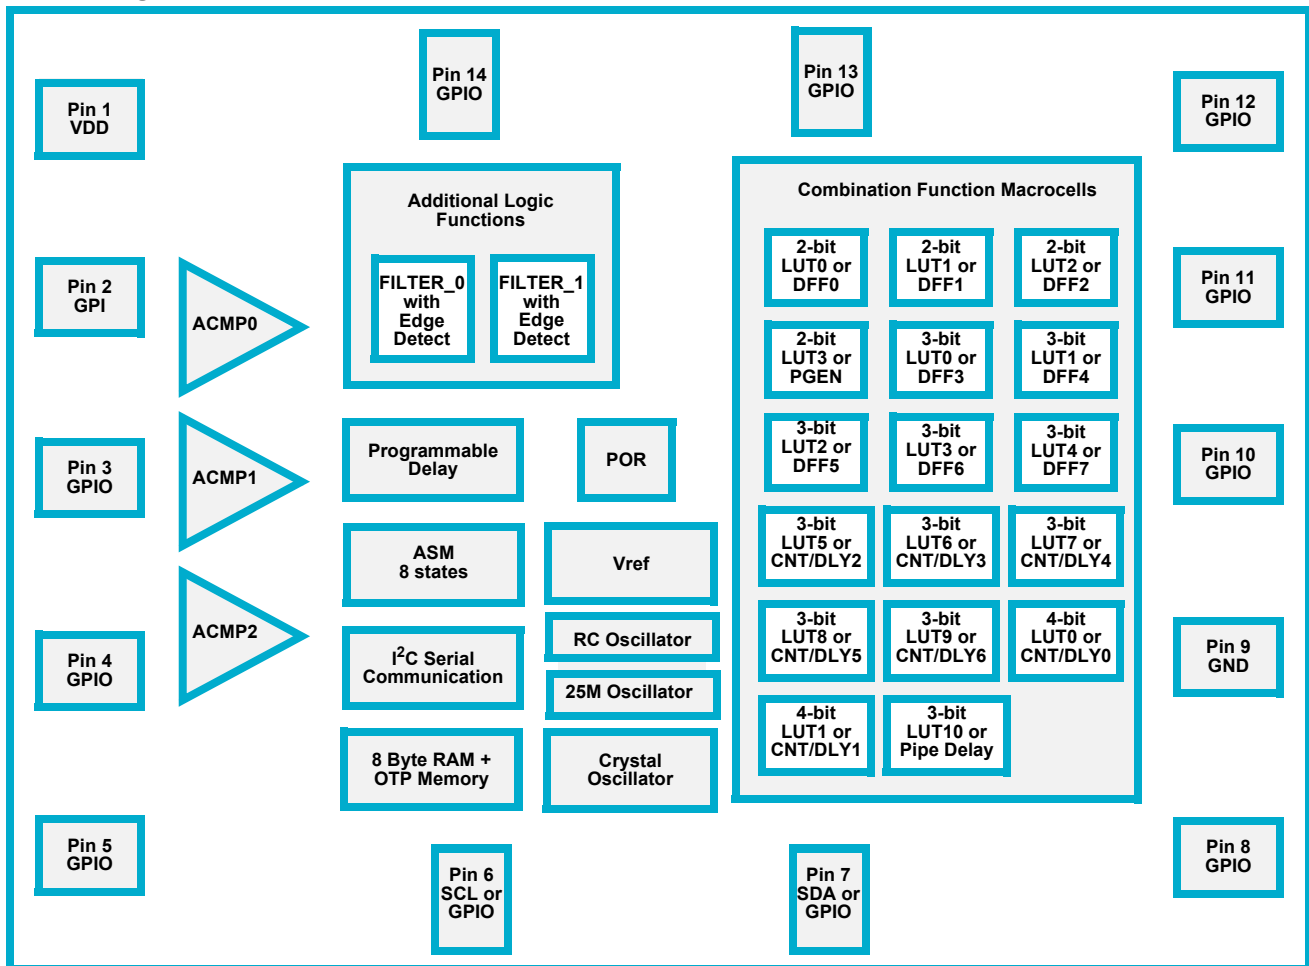 Pin 14
GPIO
Pin 13
GPIO
Pin 1
VDD
Pin 12
GPIO
Additional Logic
Functions
FILTER_0
with
Edge
Detect
FILTER_1
with
Edge
Detect
Combination Function Macrocells
2-bit
LUT0 or
DFF0
2-bit
LUT1 or
DFF1
2-bit
LUT2 or
DFF2
2-bit
LUT3 or
PGEN
3-bit
LUT0 or
DFF3
3-bit
LUT1 or
DFF4
3-bit
LUT2 or
DFF5
3-bit
LUT3 or
DFF6
3-bit
LUT4 or
DFF7
3-bit
LUT5 or
CNT/DLY2
3-bit
LUT6 or
CNT/DLY3
3-bit
LUT7 or
CNT/DLY4
3-bit
LUT8 or
CNT/DLY5
3-bit
LUT9 or
CNT/DLY6
4-bit
LUT0 or
CNT/DLY0
4-bit
LUT1 or
CNT/DLY1
3-bit
LUT10 or
Pipe Delay
Pin 2
GPI
ACMP0
Pin 11
GPIO
Pin 3
GPIO
ACMP1
Programmable
Delay
POR
Pin 10
GPIO
ASM
8 states
Vref
Pin 4
GPIO
ACMP2
I2C Serial
Communication
RC Oscillator
25M Oscillator
Pin 9
GND
8 Byte RAM +
OTP Memory
Crystal
Oscillator
Pin 5
GPIO
Pin 6
SCL or
GPIO
Pin 7
SDA or
GPIO
Pin 8
GPIO